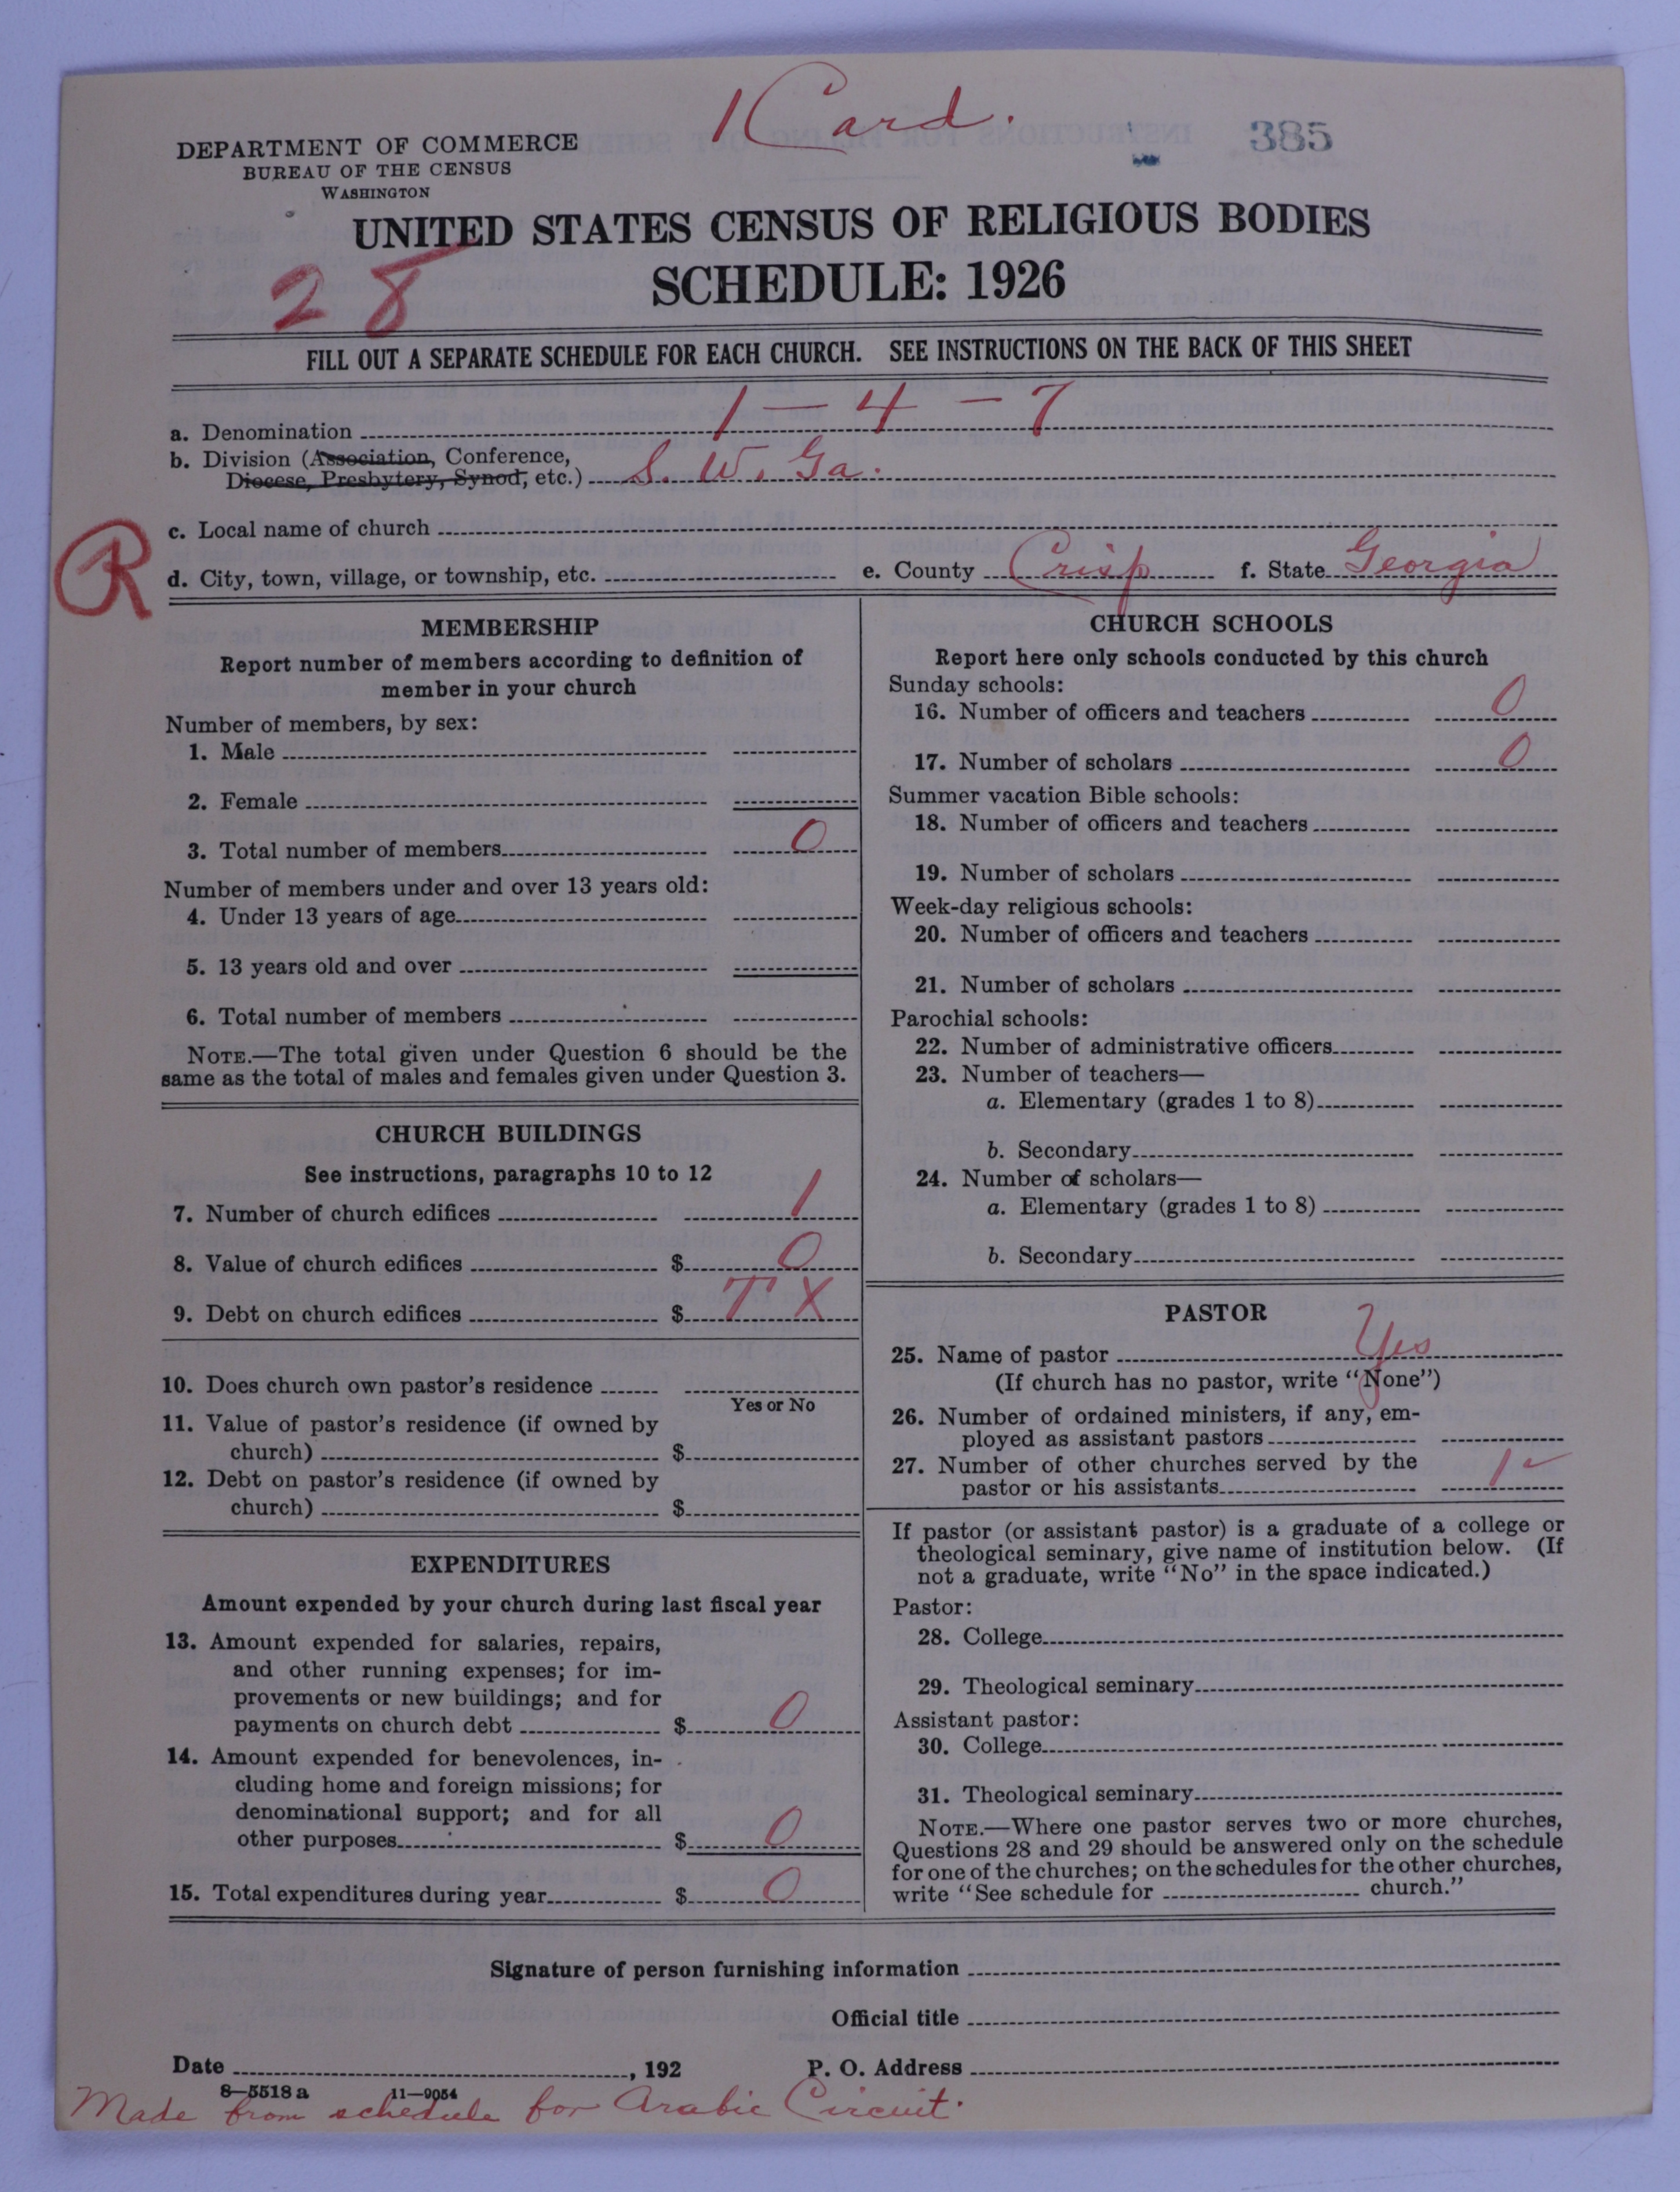 1 Card.
385
DEPARTMENT OF COMMERCE
BUREAU OF THE CENSUS
WASHINGTON
UNITED STATES CENSUS OF RELIGIOUS BODIES
28
SCHEDULE: 1926
FILL OUT A SEPARATE SCHEDULE FOR EACH CHURCH. SEE INSTRUCTIONS ON THE BACK OF THIS SHEET
a. Denomination 1 – 4 – 7
b. Division (Association, Conference,
Diocese, Presbytery, Synod, etc.) S. W. Ga.
R
c. Local name of church
d. City, town, village, or township, etc. e. County Crisp f. State Georgia
MEMBERSHIP
Report number of members according to definition of
member in your church
Number of members, by sex:
1. Male
2. Female
3. Total number of members 0
Number of members under and over 13 years old:
4. Under 13 years of age
5. 13 years old and over
6. Total number of members
NOTE.—The total given under Question 6 should be the
same as the total of males and females given under Question 3.
CHURCH BUILDINGS
See instructions, paragraphs 10 to 12
7. Number of church edifices 1
8. Value of church edifices $ 0
9. Debt on church edifices $ T X
10. Does church own pastor's residence
Yes or No
11. Value of pastor's residence (if owned by
church) $
12. Debt on pastor's residence (if owned by
church) $
EXPENDITURES
Amount expended by your church during last fiscal year
13. Amount expended for salaries, repairs,
and other running expenses; for im-
provements or new buildings; and for
payments on church debt $ 0
14. Amount expended for benevolences, in-
cluding home and foreign missions; for
denominational support; and for all
other purposes $ 0
15. Total expenditures during year $ 0
CHURCH SCHOOLS
Report here only schools conducted by this church
Sunday schools:
16. Number of officers and teachers 0
17. Number of scholars 0
Summer vacation Bible schools:
18. Number of officers and teachers
19. Number of scholars
Week-day religious schools:
20. Number of officers and teachers
21. Number of scholars
Parochial schools:
22. Number of administrative officers
23. Number of teachers—
a. Elementary (grades 1 to 8)
b. Secondary
24. Number of scholars—
a. Elementary (grades 1 to 8)
b. Secondary
PASTOR
25. Name of pastor Yes
(If church has no pastor, write "None")
26. Number of ordained ministers, if any, em-
ployed as assistant pastors
27. Number of other churches served by the
pastor or his assistants 1
If pastor (or assistant pastor) is a graduate of a college or
theological seminary, give name of institution below. (If
not a graduate, write "No" in the space indicated.)
Pastor:
28. College
29. Theological seminary
Assistant pastor:
30. College
31. Theological seminary
NOTE.—Where one pastor serves two or more churches,
Questions 28 and 29 should be answered only on the schedule
for one of the churches; on the schedules for the other churches,
write "See schedule for church."
Signature of person furnishing information
Official title
Date , 192 P. O. Address
8—5518 a 11—9054
Made from schedule for Arabic Circuit.